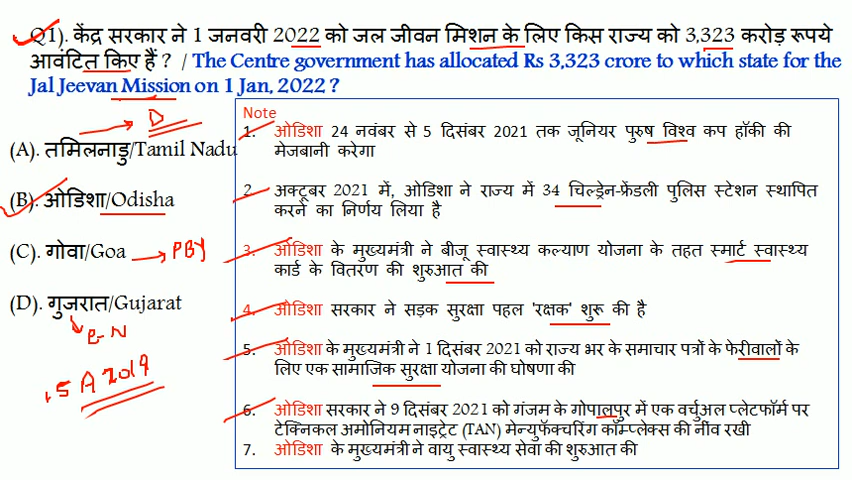 Q1). केंद्र सरकार ने 1 जनवरी 2022 को जल जीवन मिशन के लिए किस राज्य को 3,323 करोड़ रूपये
आवंटित किए हैं ? / The Centre government has allocated Rs 3,323 crore to which state for the
Jal Jeevan Mission on 1 Jan, 2022 ?
D
(A). तमिलनाडु/Tamil Nadu
(B). ओडिशा/Odisha
(C). गोवा/Goa PBY
(D). गुजरात/Gujarat
e-N
15 A 2019
Note
1. ओडिशा 24 नवंबर से 5 दिसंबर 2021 तक जूनियर पुरुष विश्व कप हॉकी की
मेजबानी करेगा
2. अक्टूबर 2021 में, ओडिशा ने राज्य में 34 चिल्ड्रेन-फ्रेंडली पुलिस स्टेशन स्थापित
करने का निर्णय लिया है
3. ओडिशा के मुख्यमंत्री ने बीजू स्वास्थ्य कल्याण योजना के तहत स्मार्ट स्वास्थ्य
कार्ड के वितरण की शुरुआत की
4. ओडिशा सरकार ने सड़क सुरक्षा पहल 'रक्षक' शुरू की है
5. ओडिशा के मुख्यमंत्री ने 1 दिसंबर 2021 को राज्य भर के समाचार पत्रों के फेरीवालों के
लिए एक सामाजिक सुरक्षा योजना की घोषणा की
6. ओडिशा सरकार ने 9 दिसंबर 2021 को गंजम के गोपालपुर में एक वर्चुअल प्लेटफॉर्म पर
टेक्निकल अमोनियम नाइट्रेट (TAN) मेन्युफॅक्चरिंग कॉम्प्लेक्स की नींव रखी
7. ओडिशा के मुख्यमंत्री ने वायु स्वास्थ्य सेवा की शुरुआत की